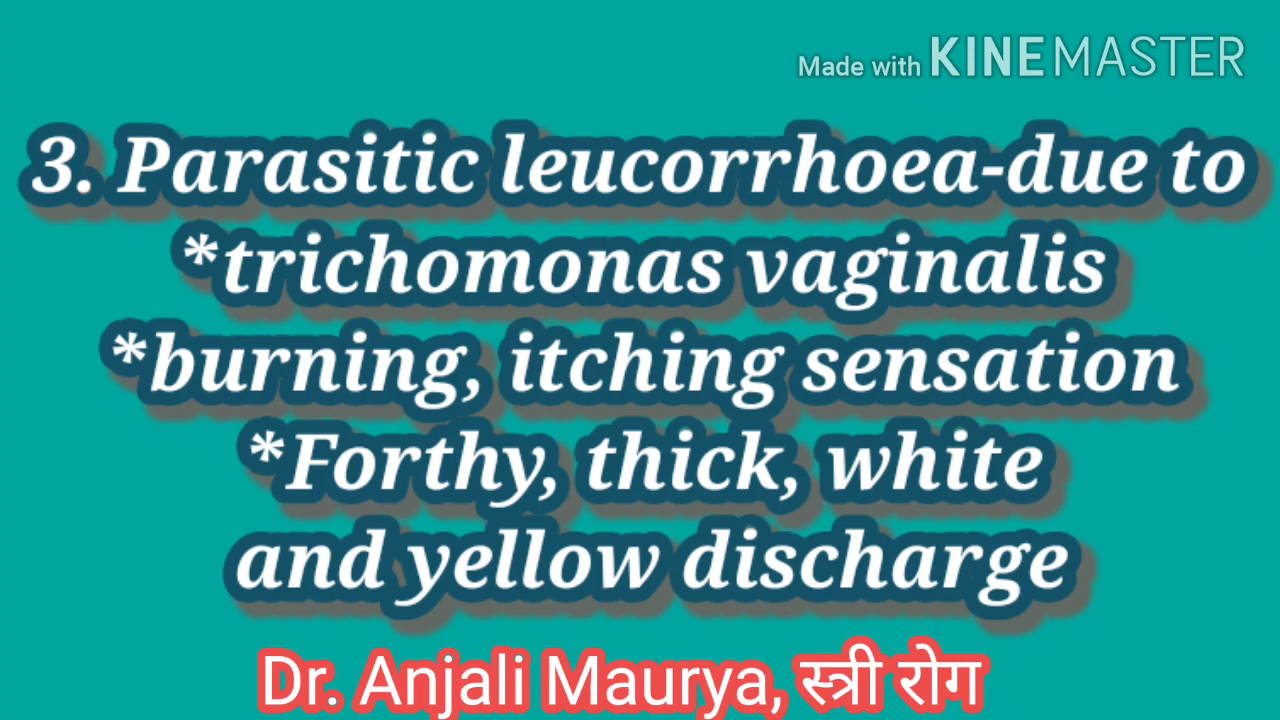 Made with KINEMASTER
3. Parasitic leucorrhoea-due to
*trichomonas vaginalis
*burning, itching sensation
*Forthy, thick, white
and yellow discharge
Dr. Anjali Maurya, स्त्री रोग